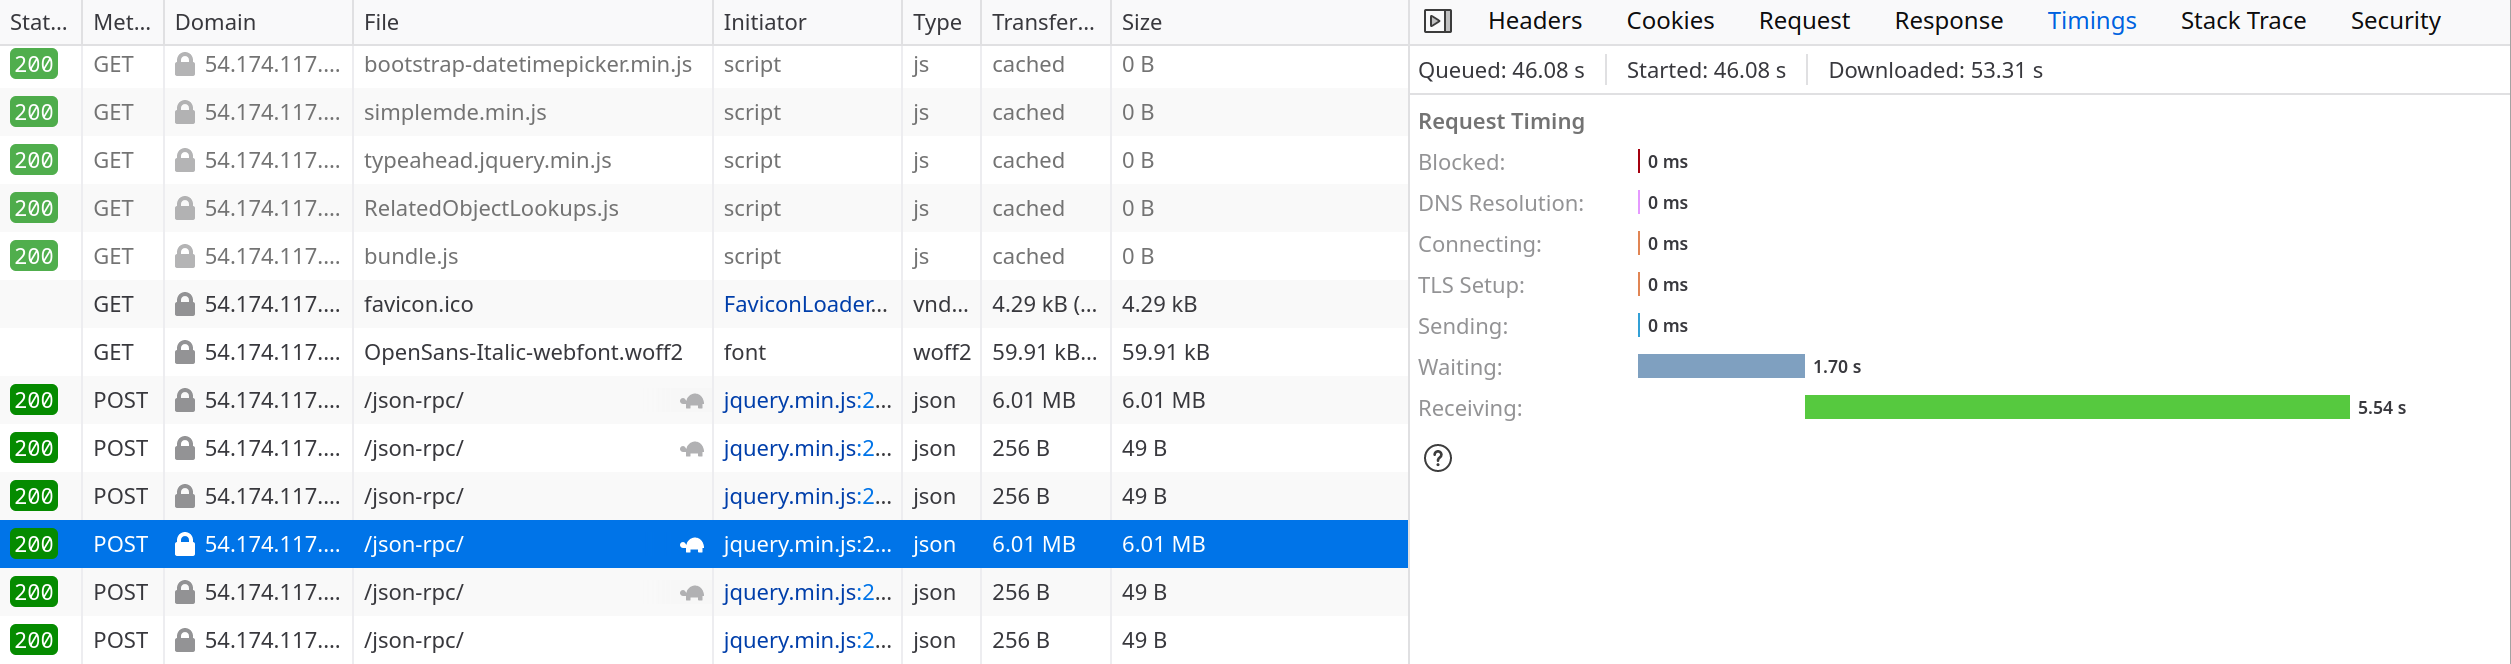 Stat... Met... Domain File Initiator Type Transfer... Size
200 GET 54.174.117.... bootstrap-datetimepicker.min.js script js cached 0 B
200 GET 54.174.117.... simplemde.min.js script js cached 0 B
200 GET 54.174.117.... typeahead.jquery.min.js script js cached 0 B
200 GET 54.174.117.... RelatedObjectLookups.js script js cached 0 B
200 GET 54.174.117.... bundle.js script js cached 0 B
GET 54.174.117.... favicon.ico FaviconLoader... vnd... 4.29 kB (... 4.29 kB
GET 54.174.117.... OpenSans-Italic-webfont.woff2 font woff2 59.91 kB... 59.91 kB
200 POST 54.174.117.... /json-rpc/ jquery.min.js:2... json 6.01 MB 6.01 MB
200 POST 54.174.117.... /json-rpc/ jquery.min.js:2... json 256 B 49 B
200 POST 54.174.117.... /json-rpc/ jquery.min.js:2... json 256 B 49 B
200 POST 54.174.117.... /json-rpc/ jquery.min.js:2... json 6.01 MB 6.01 MB
200 POST 54.174.117.... /json-rpc/ jquery.min.js:2... json 256 B 49 B
200 POST 54.174.117.... /json-rpc/ jquery.min.js:2... json 256 B 49 B
Headers Cookies Request Response Timings Stack Trace Security
Queued: 46.08 s Started: 46.08 s Downloaded: 53.31 s
Request Timing
Blocked: 0 ms
DNS Resolution: 0 ms
Connecting: 0 ms
TLS Setup: 0 ms
Sending: 0 ms
Waiting: 1.70 s
Receiving: 5.54 s
?